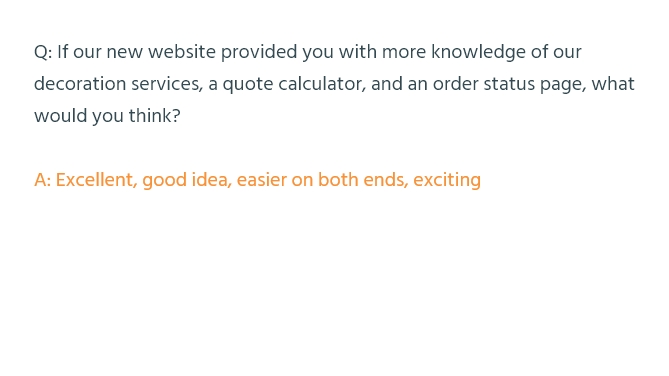 Q: If our new website provided you with more knowledge of our
decoration services, a quote calculator, and an order status page, what
would you think?
A: Excellent, good idea, easier on both ends, exciting